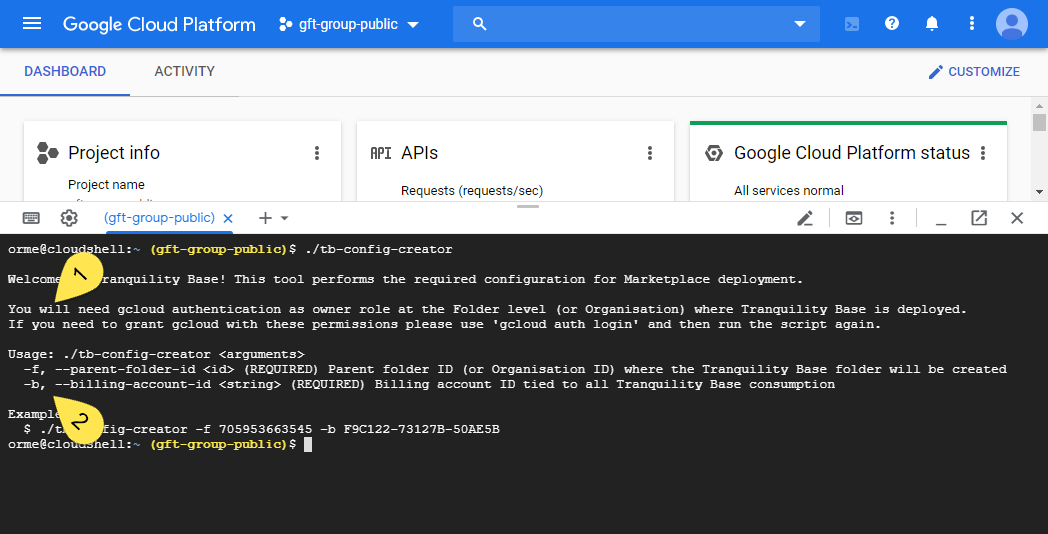 Google Cloud Platform gft-group-public
DASHBOARD ACTIVITY CUSTOMIZE
Project info
Project name
API APIs
Requests (requests/sec)
Google Cloud Platform status
All services normal
(gft-group-public)
orme@cloudshell:~ (gft-group-public)$ ./tb-config-creator
Welcome Tranquility Base! This tool performs the required configuration for Marketplace deployment.
1
You will need gcloud authentication as owner role at the Folder level (or Organisation) where Tranquility Base is deployed.
If you need to grant gcloud with these permissions please use 'gcloud auth login' and then run the script again.
Usage: ./tb-config-creator <arguments>
-f, --parent-folder-id <id> (REQUIRED) Parent folder ID (or Organisation ID) where the Tranquility Base folder will be created
-b, --billing-account-id <string> (REQUIRED) Billing account ID tied to all Tranquility Base consumption
Example
2
$ ./tb-config-creator -f 705953663545 -b F9C122-73127B-50AE5B
orme@cloudshell:~ (gft-group-public)$